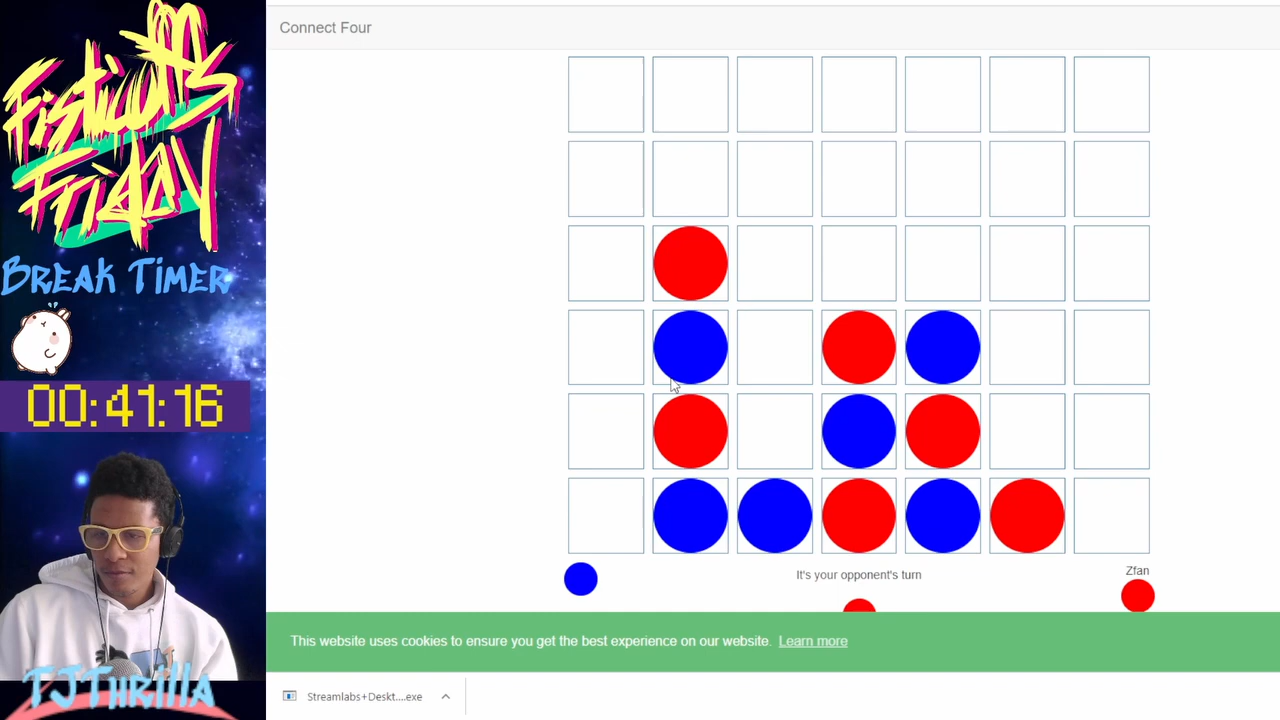 Fisticuffs
Friday
BREAK TIMER
00:41:16
TJTHRILLA
Connect Four
It's your opponent's turn
Zfan
This website uses cookies to ensure you get the best experience on our website. Learn more
Streamlabs+Deskt....exe